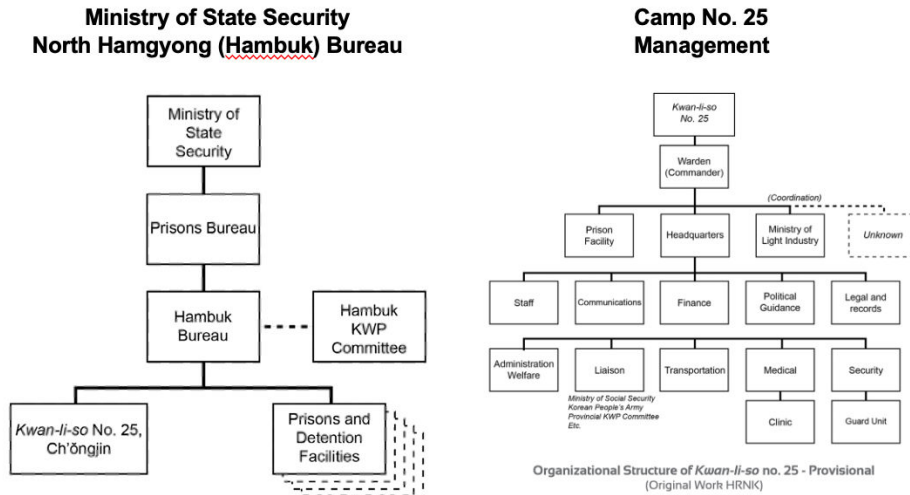 Ministry of State Security
North Hamgyong (Hambuk) Bureau
Ministry of
State
Security
Prisons Bureau
Hambuk
Bureau
Hambuk
KWP
Committee
Kwan-li-so No. 25,
Ch'ŏngjin
Prisons and
Detention
Facilities
Camp No. 25
Management
Kwan-li-so
No. 25
Warden
(Commander)
(Coordination)
Prison
Facility
Headquarters
Ministry of
Light Industry
Unknown
Staff
Communications
Finance
Political
Guidance
Legal and
records
Administration
Welfare
Liaison
Transportation
Medical
Security
Ministry of Social Security
Korean People's Army
Provincial KWP Committee
Etc.
Clinic
Guard Unit
Organizational Structure of Kwan-li-so no. 25 - Provisional
(Original Work HRNK)